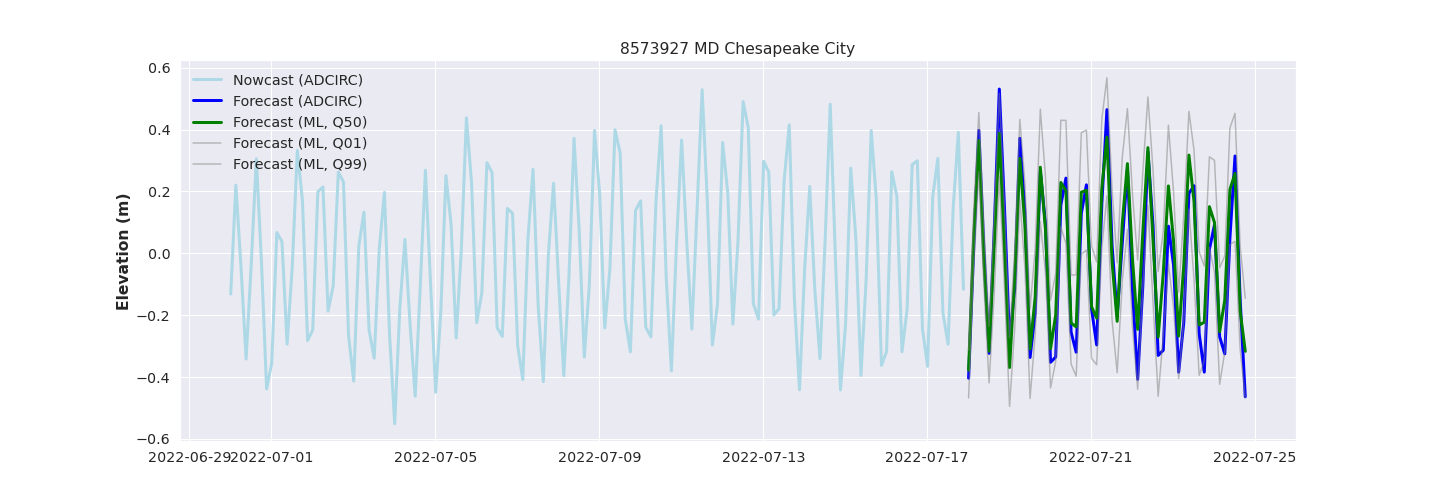 8573927 MD Chesapeake City
Nowcast (ADCIRC)
Forecast (ADCIRC)
Forecast (ML, Q50)
Forecast (ML, Q01)
Forecast (ML, Q99)
Elevation (m)
0.6
0.4
0.2
0.0
−0.2
−0.4
−0.6
2022-06-29 2022-07-01 2022-07-05 2022-07-09 2022-07-13 2022-07-17 2022-07-21 2022-07-25